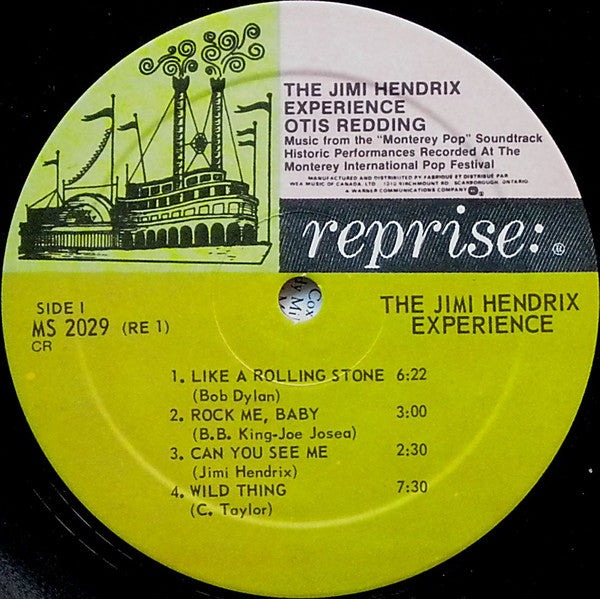 THE JIMI HENDRIX
EXPERIENCE
OTIS REDDING
Music from the "Monterey Pop" Soundtrack
Historic Performances Recorded At The
Monterey International Pop Festival
MANUFACTURED AND DISTRIBUTED BY FABRIQUÉ ET DISTRIBUÉ PAR
WEA MUSIC OF CANADA, LTD 1810 BIRCHMOUNT RD. SCARBOROUGH, ONTARIO
A WARNER COMMUNICATIONS COMPANY
reprise: ®
SIDE I
MS 2029 (RE 1)
CR
THE JIMI HENDRIX
EXPERIENCE
1. LIKE A ROLLING STONE 6:22
(Bob Dylan)
2. ROCK ME, BABY 3:00
(B.B. King-Joe Josea)
3. CAN YOU SEE ME 2:30
(Jimi Hendrix)
4. WILD THING 7:30
(C. Taylor)
Cox